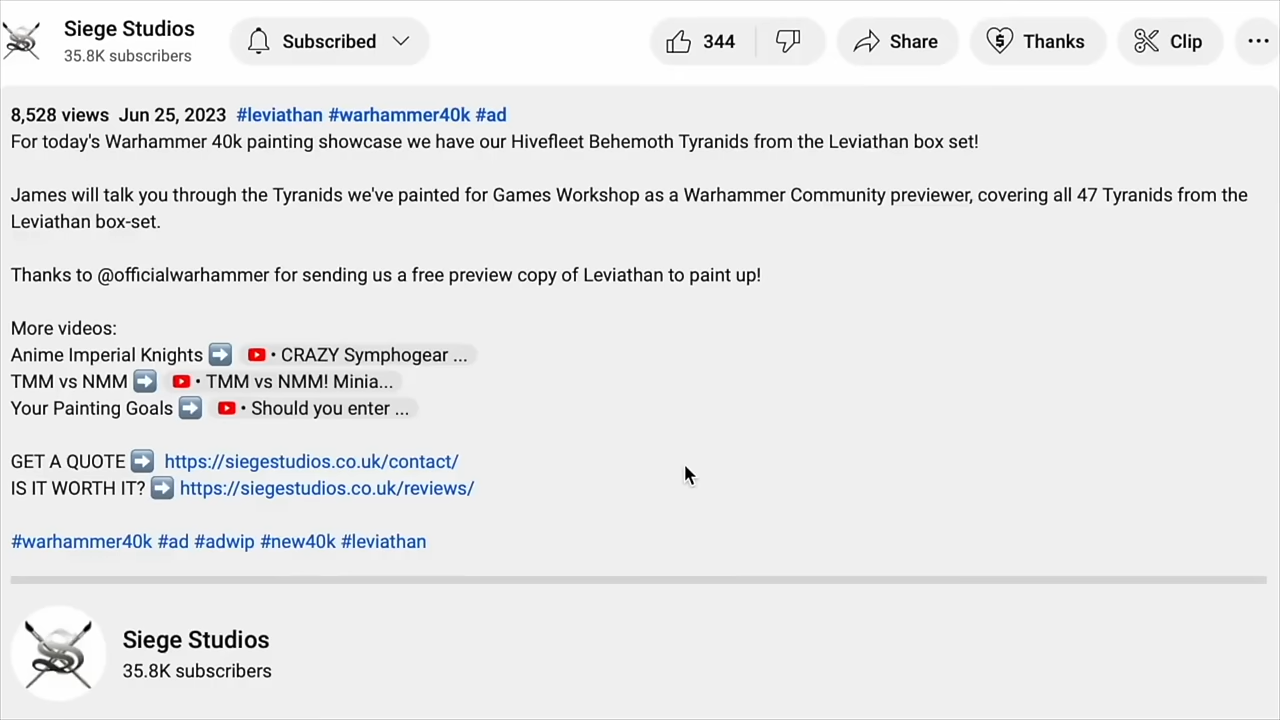 Siege Studios
35.8K subscribers
Subscribed
344
Share
Thanks
Clip
8,528 views Jun 25, 2023 #leviathan #warhammer40k #ad
For today's Warhammer 40k painting showcase we have our Hivefleet Behemoth Tyranids from the Leviathan box set!
James will talk you through the Tyranids we've painted for Games Workshop as a Warhammer Community previewer, covering all 47 Tyranids from the
Leviathan box-set.
Thanks to @officialwarhammer for sending us a free preview copy of Leviathan to paint up!
More videos:
Anime Imperial Knights ➡️ • CRAZY Symphogear ...
TMM vs NMM ➡️ • TMM vs NMM! Minia...
Your Painting Goals ➡️ • Should you enter ...
GET A QUOTE ➡️ https://siegestudios.co.uk/contact/
IS IT WORTH IT? ➡️ https://siegestudios.co.uk/reviews/
#warhammer40k #ad #adwip #new40k #leviathan
Siege Studios
35.8K subscribers